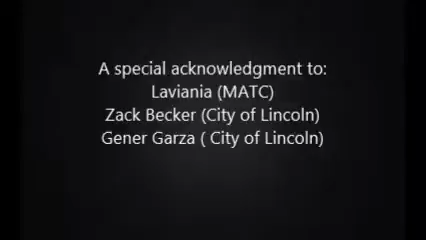 A special acknowledgment to:
Laviania (MATC)
Zack Becker (City of Lincoln)
Gener Garza ( City of Lincoln)